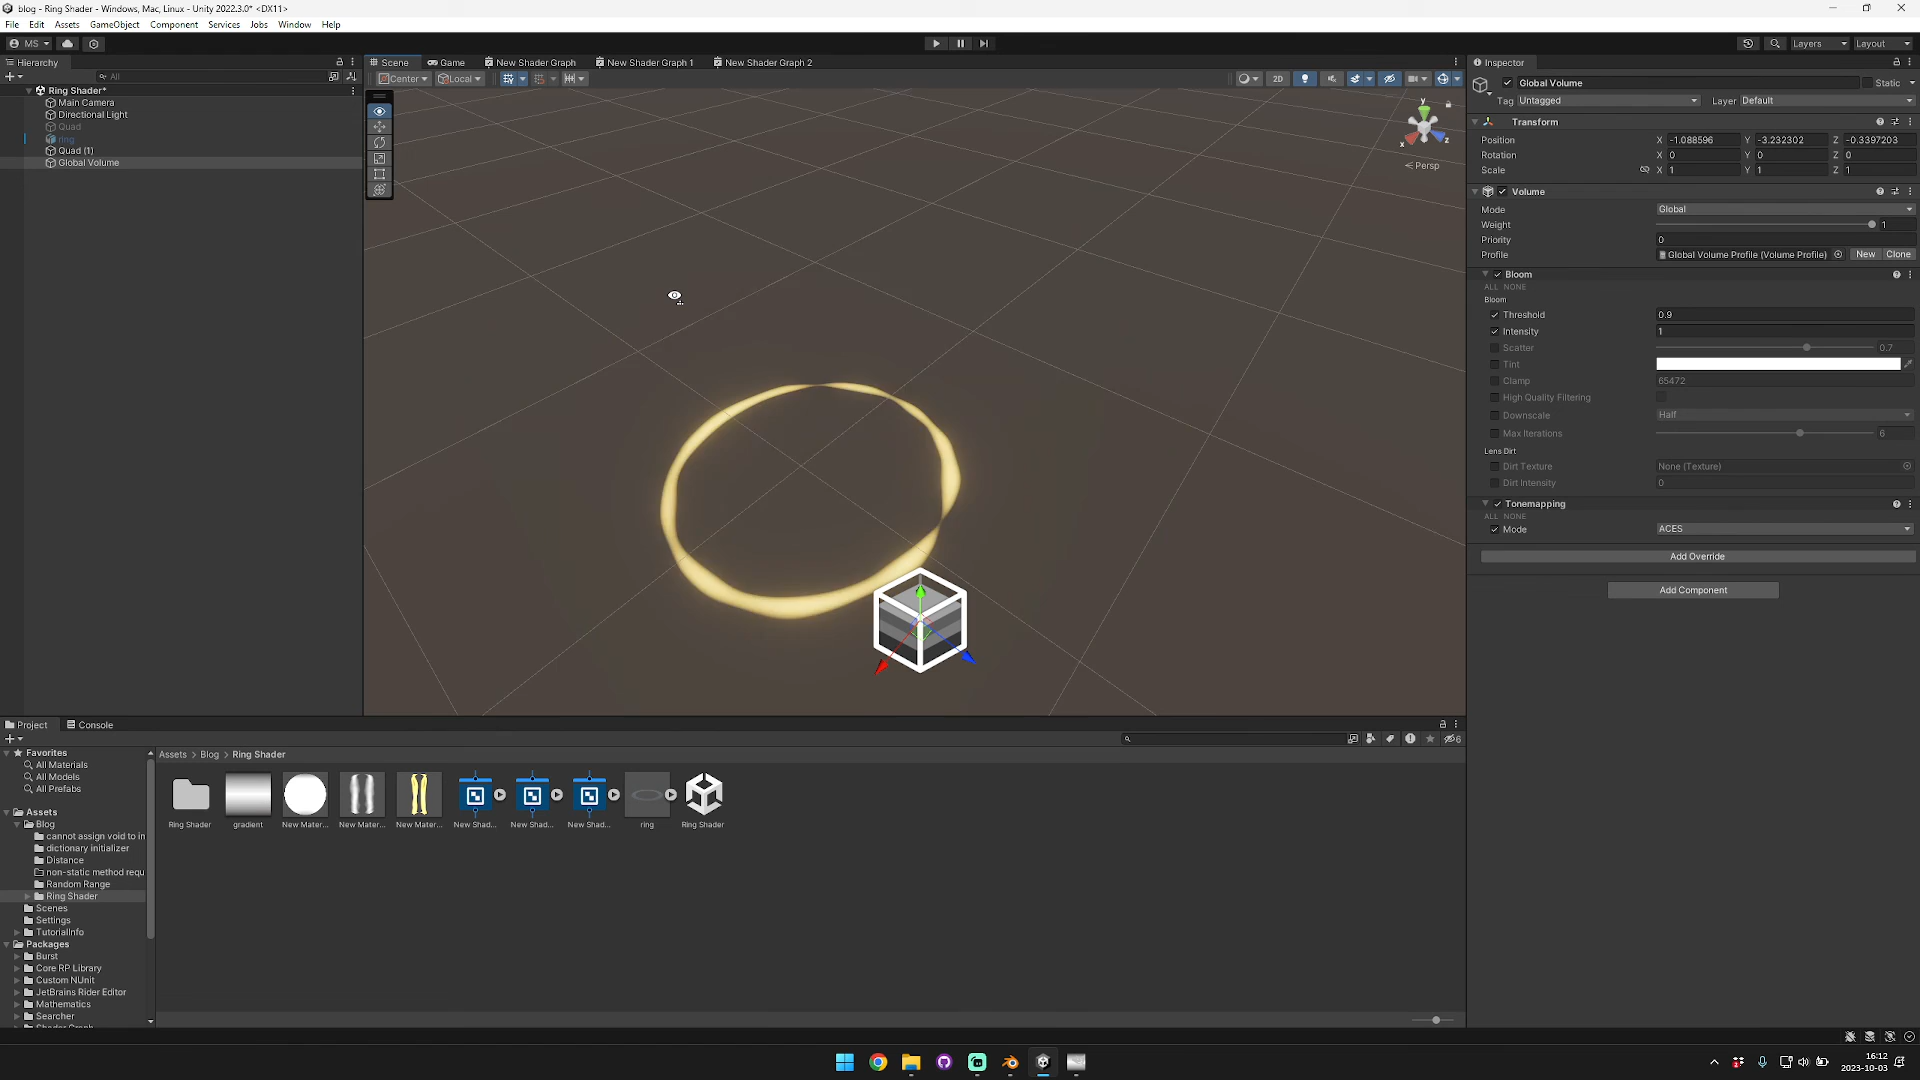 blog - Ring Shader - Windows, Mac, Linux - Unity 2022.3.0* <DX11>
File Edit Assets GameObject Component Services Jobs Window Help
MS Layers Layout
Hierarchy
All
Ring Shader*
Main Camera
Directional Light
Quad
ring
Quad (1)
Global Volume
Scene Game New Shader Graph New Shader Graph 1 New Shader Graph 2
Center Local 2D
y
x z
Persp
Inspector
Global Volume Static
Tag Untagged Layer Default
Transform
Position X -1.088596 Y -3.232302 Z -0.3397203
Rotation X 0 Y 0 Z 0
Scale X 1 Y 1 Z 1
Volume
Mode Global
Weight 1
Priority 0
Profile Global Volume Profile (Volume Profile) New Clone
Bloom
ALL NONE
Bloom
Threshold 0.9
Intensity 1
Scatter 0.7
Tint
Clamp 65472
High Quality Filtering
Downscale Half
Max Iterations 6
Lens Dirt
Dirt Texture None (Texture)
Dirt Intensity 0
Tonemapping
ALL NONE
Mode ACES
Add Override
Add Component
Project Console
6
Favorites
All Materials
All Models
All Prefabs
Assets
Blog
cannot assign void to in
dictionary initializer
Distance
non-static method requ
Random Range
Ring Shader
Scenes
Settings
TutorialInfo
Packages
Burst
Core RP Library
Custom NUnit
JetBrains Rider Editor
Mathematics
Searcher
Shader Graph
Assets > Blog > Ring Shader
Ring Shader gradient New Mater... New Mater... New Mater... New Shad... New Shad... New Shad... ring Ring Shader
16:12
2023-10-03